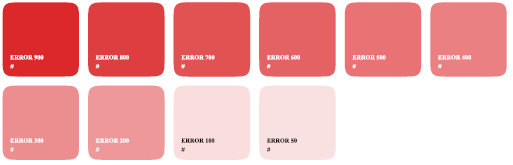 ERROR 900
#
ERROR 800
#
ERROR 700
#
ERROR 600
#
ERROR 500
#
ERROR 400
#
ERROR 300
#
ERROR 200
#
ERROR 100
#
ERROR 50
#